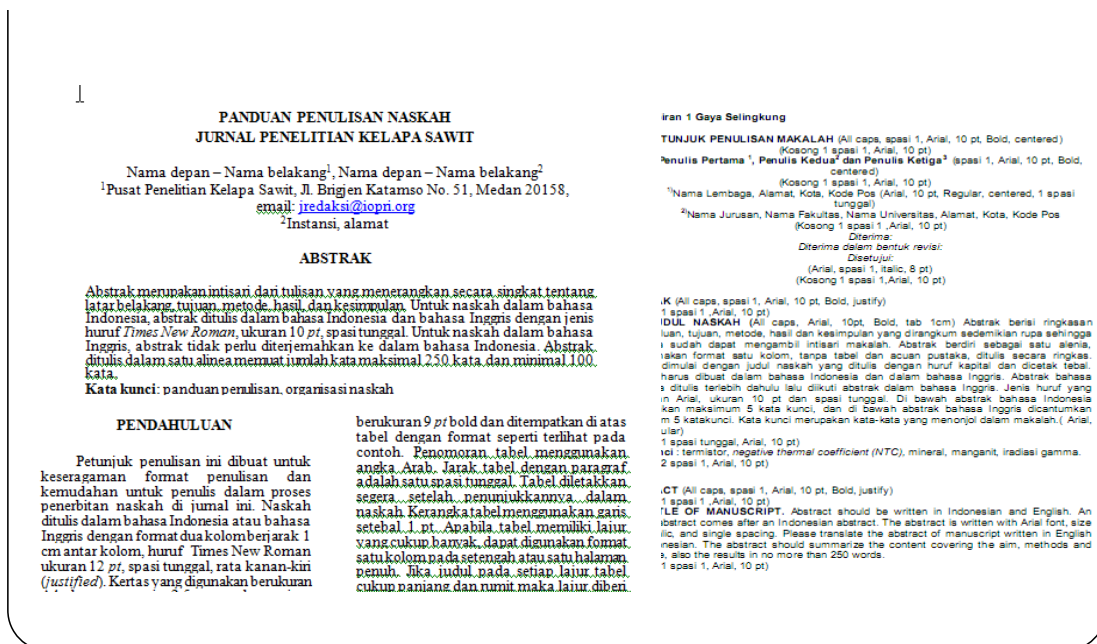 PANDUAN PENULISAN NASKAH
JURNAL PENELITIAN KELAPA SAWIT
Nama depan – Nama belakang1, Nama depan – Nama belakang2
1Pusat Penelitian Kelapa Sawit, Jl. Brigjen Katamso No. 51, Medan 20158,
email: jredaksi@iopri.org
2Instansi, alamat
ABSTRAK
Abstrak merupakan intisari dari tulisan yang menerangkan secara singkat tentang
latar belakang, tujuan, metode, hasil, dan kesimpulan. Untuk naskah dalam bahasa
Indonesia, abstrak ditulis dalam bahasa Indonesia dan bahasa Inggris dengan jenis
huruf Times New Roman, ukuran 10 pt, spasi tunggal. Untuk naskah dalam bahasa
Inggris, abstrak tidak perlu diterjemahkan ke dalam bahasa Indonesia. Abstrak
ditulis dalam satu alinea memuat jumlah kata maksimal 250 kata dan minimal 100
kata.
Kata kunci: panduan penulisan, organisasi naskah
PENDAHULUAN
Petunjuk penulisan ini dibuat untuk
keseragaman format penulisan dan
kemudahan untuk penulis dalam proses
penerbitan naskah di jurnal ini. Naskah
ditulis dalam bahasa Indonesia atau bahasa
Inggris dengan format dua kolom berjarak 1
cm antar kolom, huruf Times New Roman
ukuran 12 pt, spasi tunggal, rata kanan-kiri
(justified). Kertas yang digunakan berukuran
berukuran 9 pt bold dan ditempatkan di atas
tabel dengan format seperti terlihat pada
contoh. Penomoran tabel menggunakan
angka Arab. Jarak tabel dengan paragraf
adalah satu spasi tunggal. Tabel diletakkan
segera setelah penunjukkannya dalam
naskah. Kerangka tabel menggunakan garis
setebal 1 pt. Apabila tabel memiliki lajur
yang cukup banyak, dapat digunakan format
satu kolom pada setengah atau satu halaman
penuh. Jika judul pada setiap lajur tabel
cukup panjang dan rumit maka lajur diberi
iran 1 Gaya Selingkung
TUNJUK PENULISAN MAKALAH (All caps, spasi 1, Arial, 10 pt, Bold, centered)
(Kosong 1 spasi 1, Arial, 10 pt)
Penulis Pertama 1, Penulis Kedua2 dan Penulis Ketiga3 (spasi 1, Arial, 10 pt, Bold,
centered)
(Kosong 1 spasi 1, Arial, 10 pt)
1)Nama Lembaga, Alamat, Kota, Kode Pos (Arial, 10 pt, Regular, centered, 1 spasi
tunggal)
2)Nama Jurusan, Nama Fakultas, Nama Universitas, Alamat, Kota, Kode Pos
(Kosong 1 spasi 1 ,Arial, 10 pt)
Diterima:
Diterima dalam bentuk revisi:
Disetujui:
(Arial, spasi 1, italic, 8 pt)
(Kosong 1 spasi 1,Arial, 10 pt)
K (All caps, spasi 1, Arial, 10 pt, Bold, justify)
1 spasi 1 ,Arial, 10 pt)
DUL NASKAH (All caps, Arial, 10pt, Bold, tab 1cm) Abstrak berisi ringkasan
luan, tujuan, metode, hasil dan kesimpulan yang dirangkum sedemikian rupa sehingga
sudah dapat mengambil intisari makalah. Abstrak berdiri sebagai satu alenia,
akan format satu kolom, tanpa tabel dan acuan pustaka, ditulis secara ringkas.
dimulai dengan judul naskah yang ditulis dengan huruf kapital dan dicetak tebal.
harus dibuat dalam bahasa Indonesia dan dalam bahasa Inggris. Abstrak bahasa
ditulis terlebih dahulu lalu diikuti abstrak dalam bahasa Inggris. Jenis huruf yang
n Arial, ukuran 10 pt dan spasi tunggal. Di bawah abstrak bahasa Indonesia
kan maksimum 5 kata kunci, dan di bawah abstrak bahasa Inggris dicantumkan
m 5 katakunci. Kata kunci merupakan kata-kata yang menonjol dalam makalah.( Arial,
ular)
1 spasi tunggal, Arial, 10 pt)
nci : termistor, negative thermal coefficient (NTC), mineral, manganit, iradiasi gamma.
2 spasi 1, Arial, 10 pt)
CT (All caps, spasi 1, Arial, 10 pt, Bold, justify)
1 spasi 1 ,Arial, 10 pt)
TLE OF MANUSCRIPT. Abstract should be written in Indonesian and English. An
abstract comes after an Indonesian abstract. The abstract is written with Arial font, size
lic, and single spacing. Please translate the abstract of manuscript written in English
nesian. The abstract should summarize the content covering the aim, methods and
, also the results in no more than 250 words.
1 spasi 1, Arial, 10 pt)